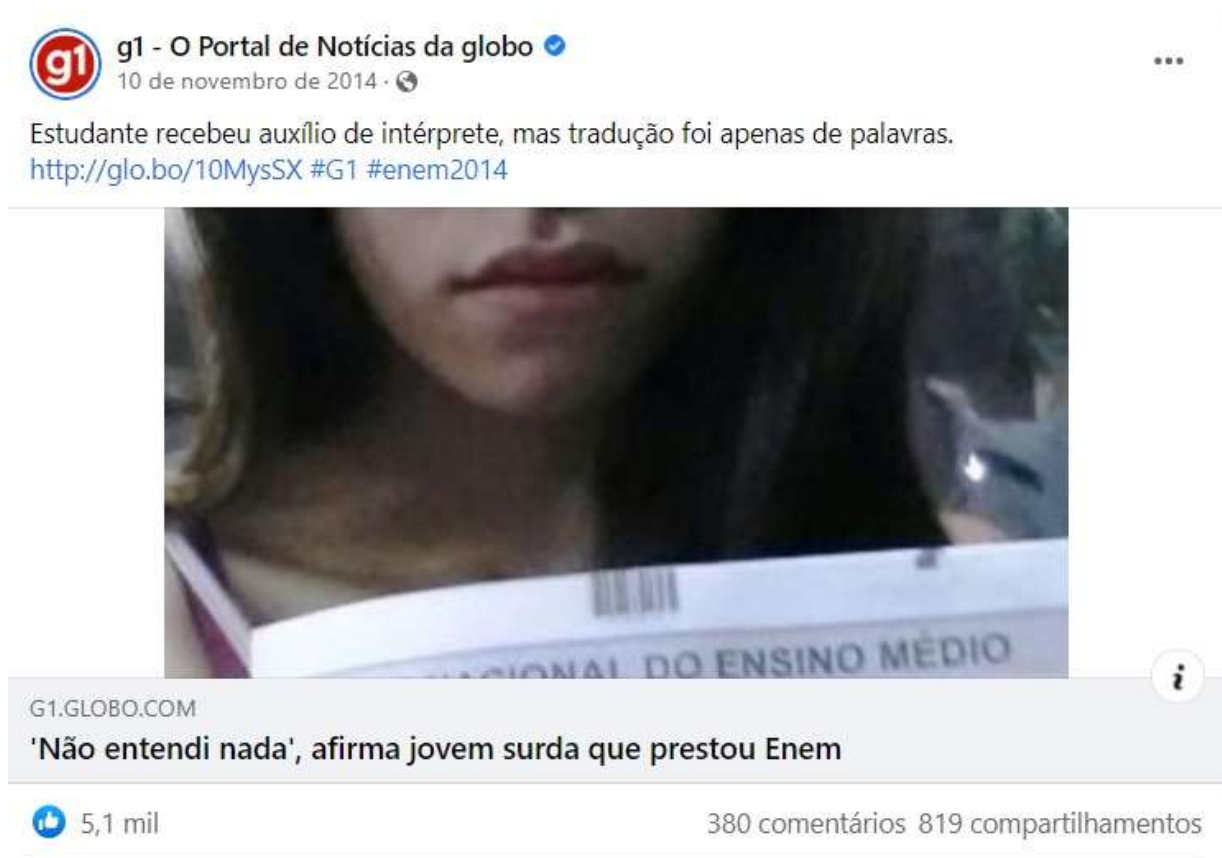 g1
g1 - O Portal de Notícias da globo
10 de novembro de 2014 ·
Estudante recebeu auxílio de intérprete, mas tradução foi apenas de palavras.
http://glo.bo/10MysSX #G1 #enem2014
NACIONAL DO ENSINO MÉDIO
G1.GLOBO.COM
'Não entendi nada', afirma jovem surda que prestou Enem
5,1 mil
380 comentários 819 compartilhamentos